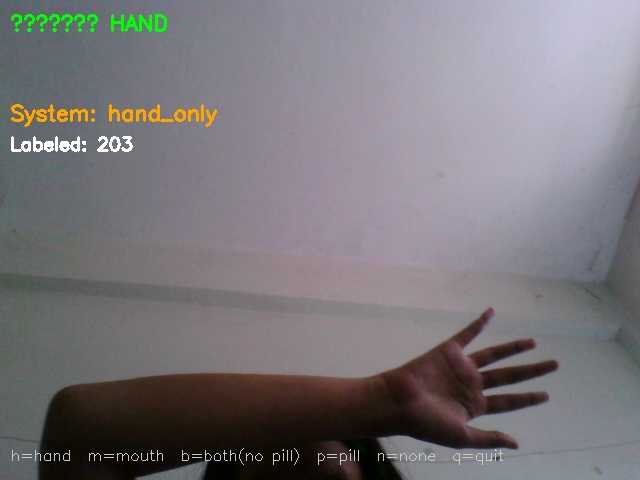 ??????? HAND
System: hand_only
Labeled: 203
h=hand m=mouth b=both(no pill) p=pill n=none q=quit